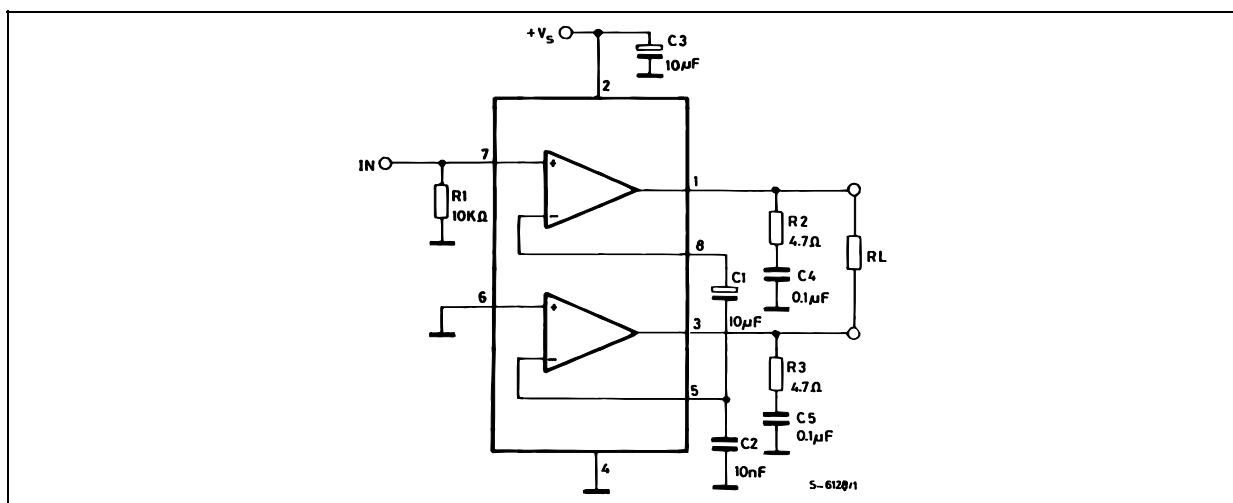 +Vs
C3
10µF
2
IN
7
+
R1
10KΩ
−
1
R2
4.7Ω
8
C4
0.1µF
RL
C1
10µF
6
+
3
−
R3
4.7Ω
5
C5
0.1µF
C2
10nF
4
S-6128/1